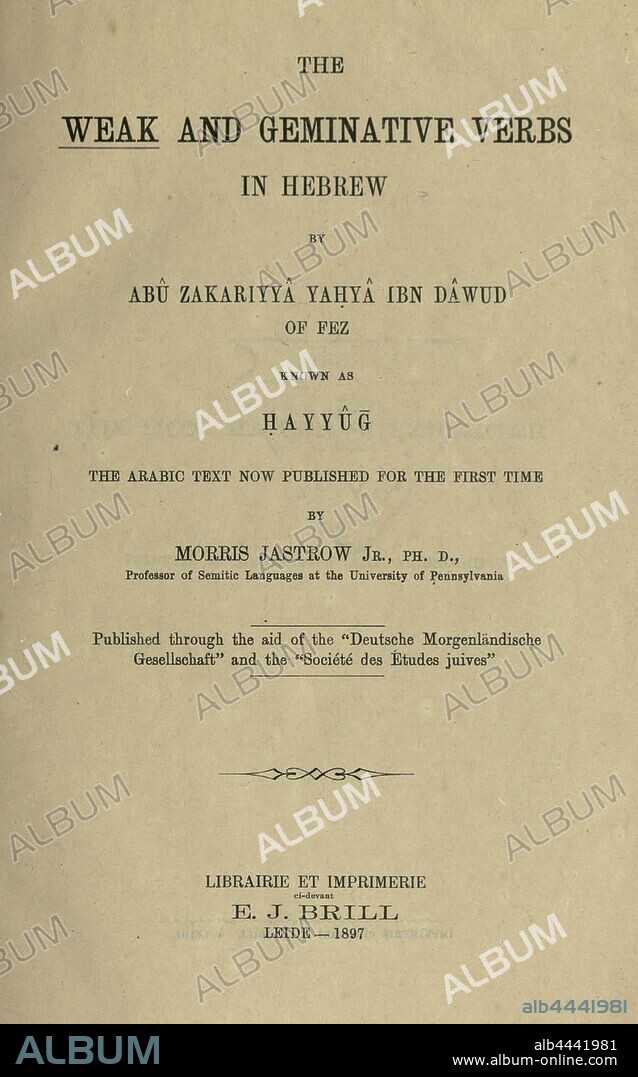 THE
WEAK AND GEMINATIVE VERBS
IN HEBREW
BY
ABÛ ZAKARIYYÂ YAḤYÂ IBN DÂWUD
OF FEZ
KNOWN AS
ḤAYYÛḠ
THE ARABIC TEXT NOW PUBLISHED FOR THE FIRST TIME
BY
MORRIS JASTROW JR., PH. D.,
Professor of Semitic Languages at the University of Pennsylvania
Published through the aid of the “Deutsche Morgenländische
Gesellschaft” and the “Société des Études juives”
LIBRAIRIE ET IMPRIMERIE
ci-devant
E. J. BRILL
LEIDE — 1897
alb4441981
ALBUM
alb4441981
www.album-online.com